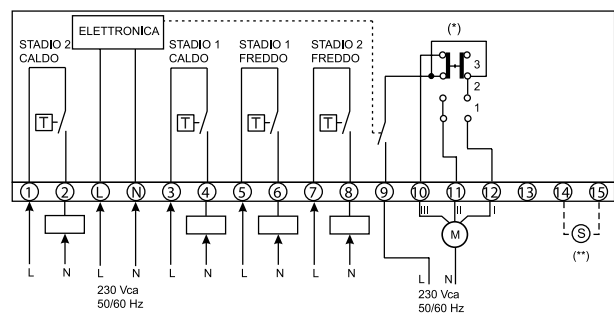 ELETTRONICA
(*)
STADIO 2
CALDO
STADIO 1
CALDO
STADIO 1
FREDDO
STADIO 2
FREDDO
3
2
1
T
T
T
T
1 2 L N 3 4 5 6 7 8 9 10 11 12 13 14 15
III II I
M
S
(**)
L N L N L N L N L N L N
230 Vca
50/60 Hz
230 Vca
50/60 Hz